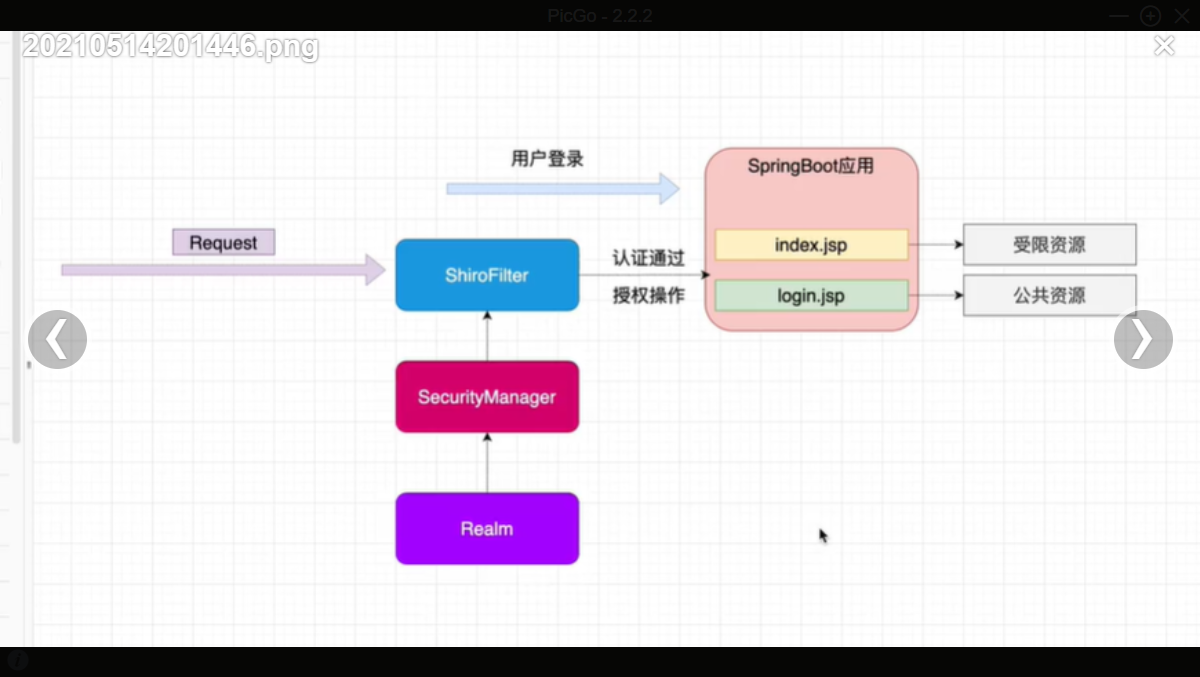 PicGo - 2.2.2
20210514201446.png
用户登录
SpringBoot应用
Request
index.jsp
受限资源
ShiroFilter
认证通过
授权操作
login.jsp
公共资源
SecurityManager
Realm